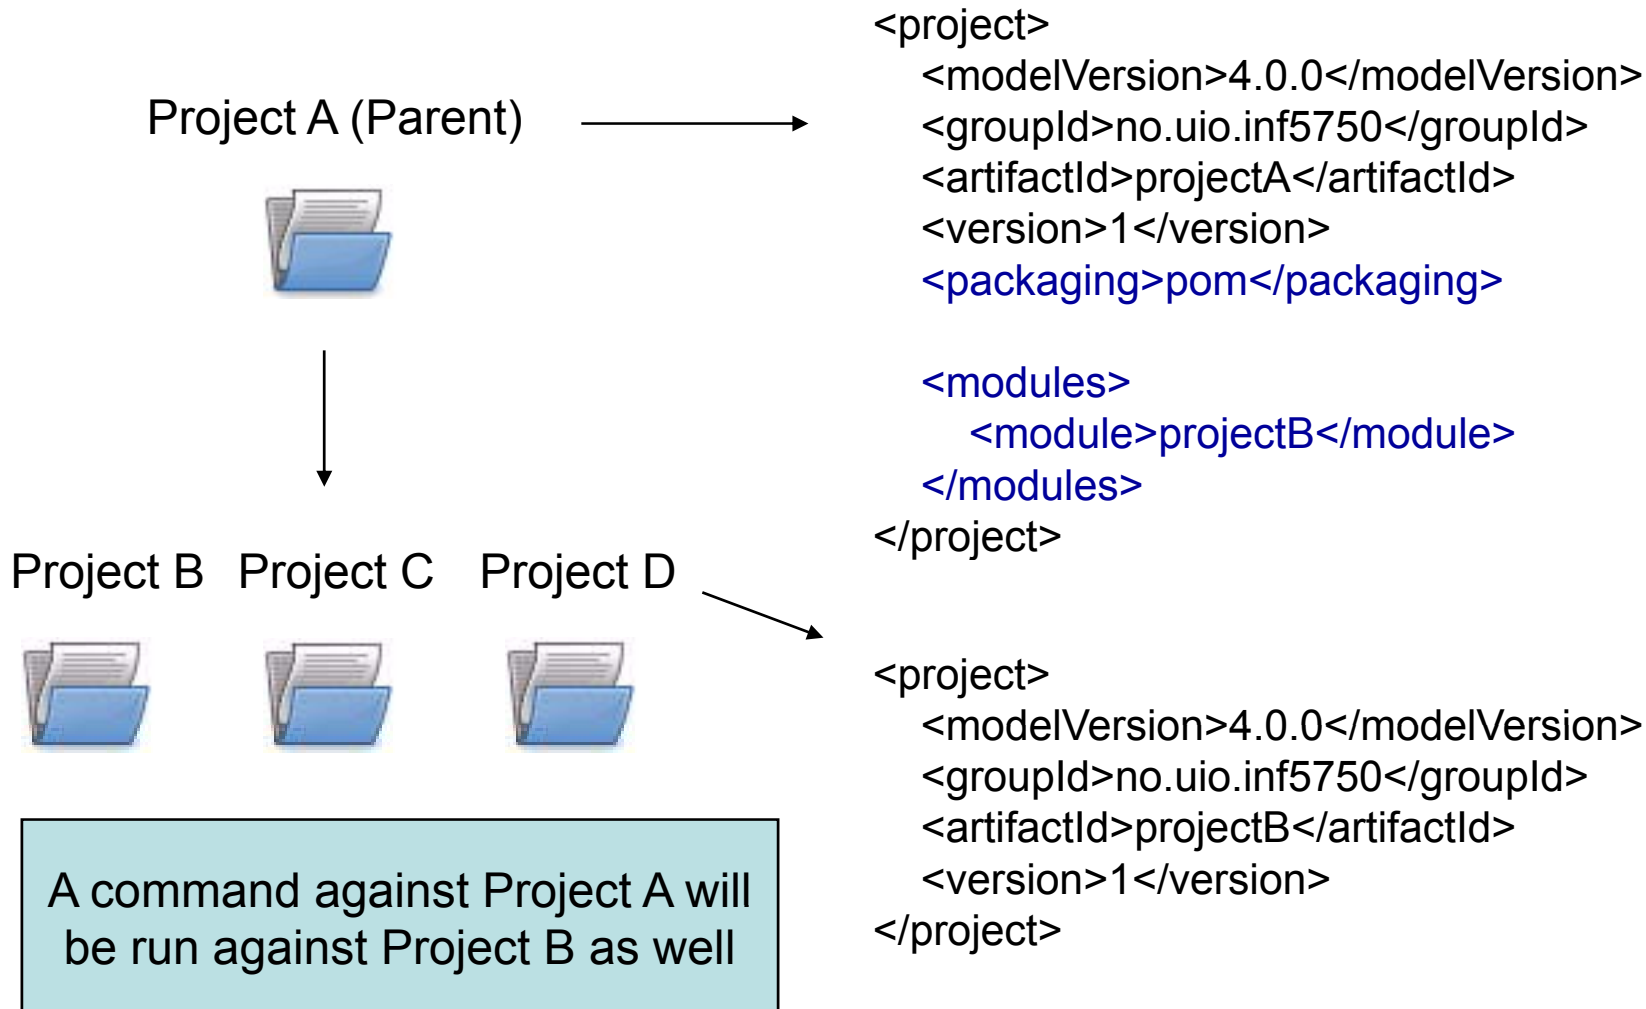 Project A (Parent)
Project B Project C Project D
A command against Project A will
be run against Project B as well
<project>
<modelVersion>4.0.0</modelVersion>
<groupId>no.uio.inf5750</groupId>
<artifactId>projectA</artifactId>
<version>1</version>
<packaging>pom</packaging>
<modules>
<module>projectB</module>
</modules>
</project>
<project>
<modelVersion>4.0.0</modelVersion>
<groupId>no.uio.inf5750</groupId>
<artifactId>projectB</artifactId>
<version>1</version>
</project>